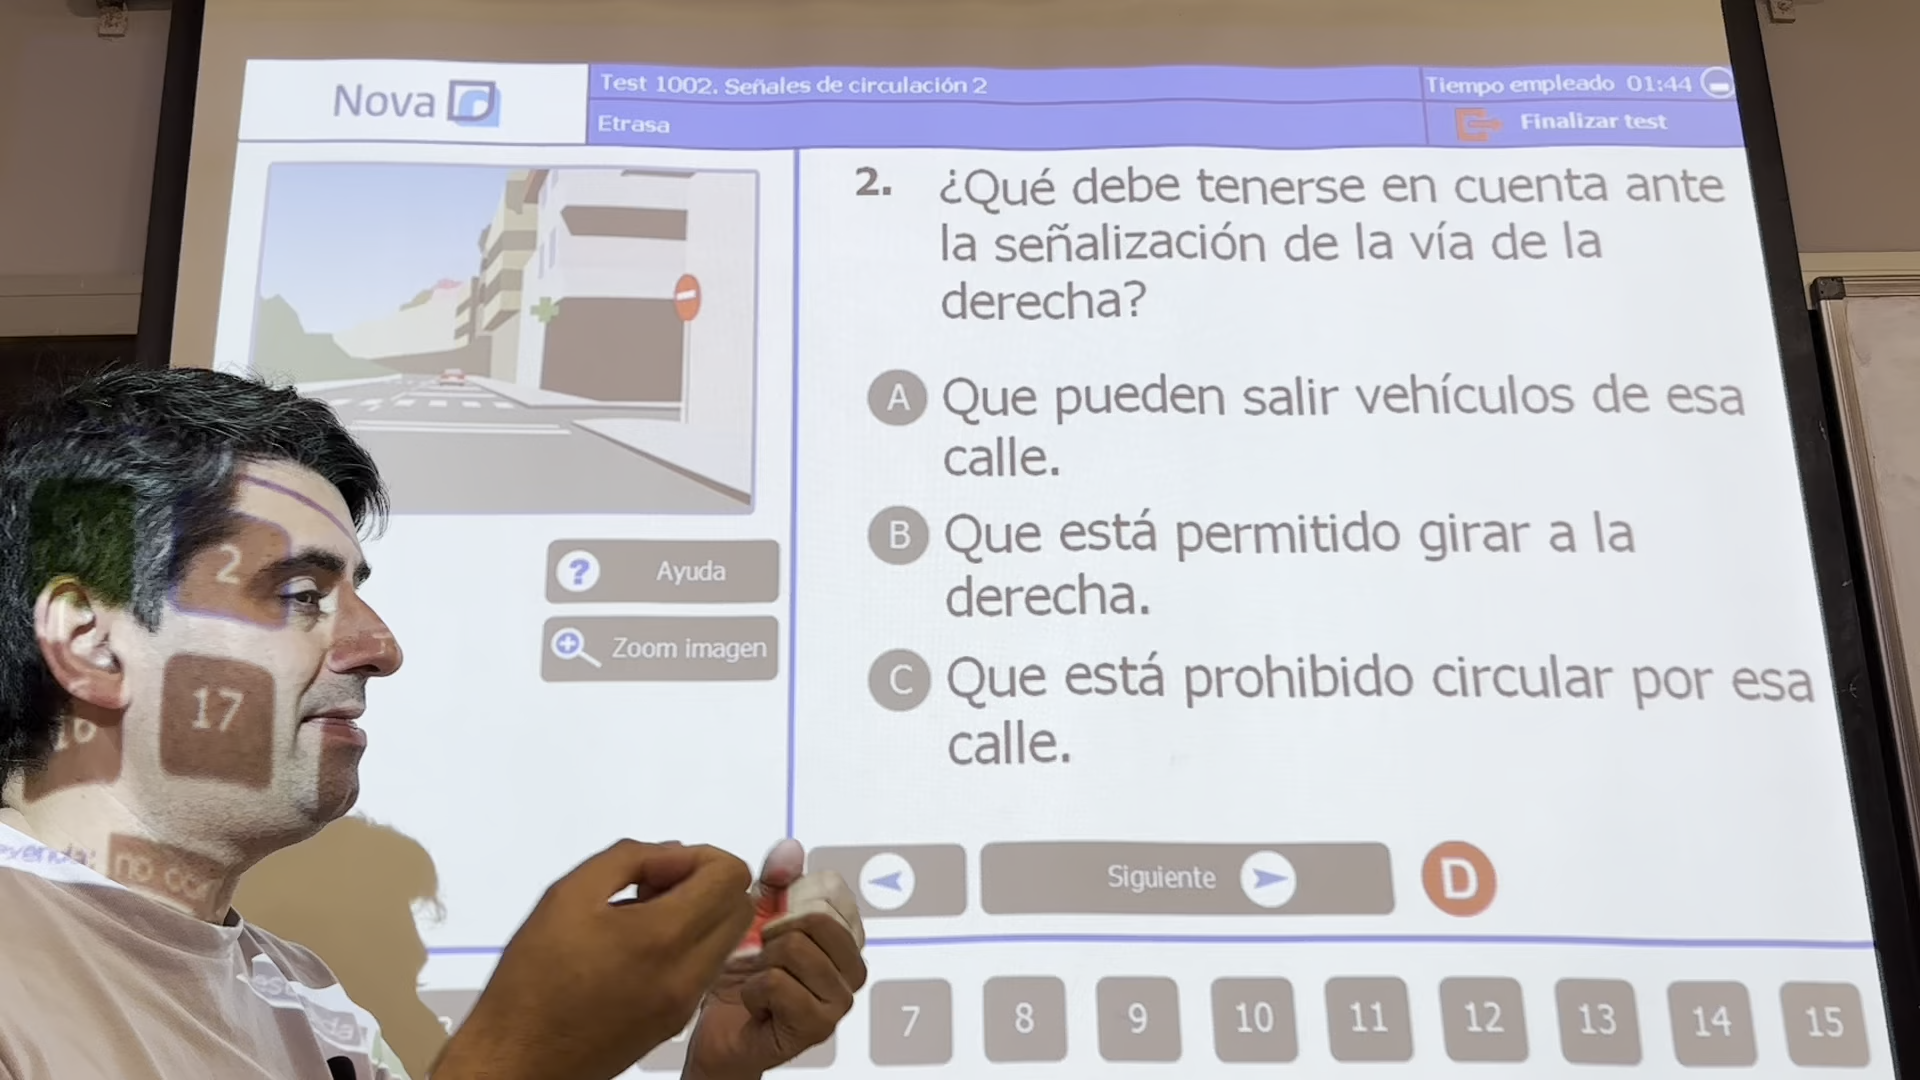 Nova
Test 1002. Señales de circulación 2
Tiempo empleado 01:44
Etrasa
Finalizar test
2. ¿Qué debe tenerse en cuenta ante
la señalización de la vía de la
derecha?
A Que pueden salir vehículos de esa
calle.
B Que está permitido girar a la
derecha.
C Que está prohibido circular por esa
calle.
? Ayuda
Zoom imagen
2
17
16
no
Siguiente
D
7 8 9 10 11 12 13 14 15